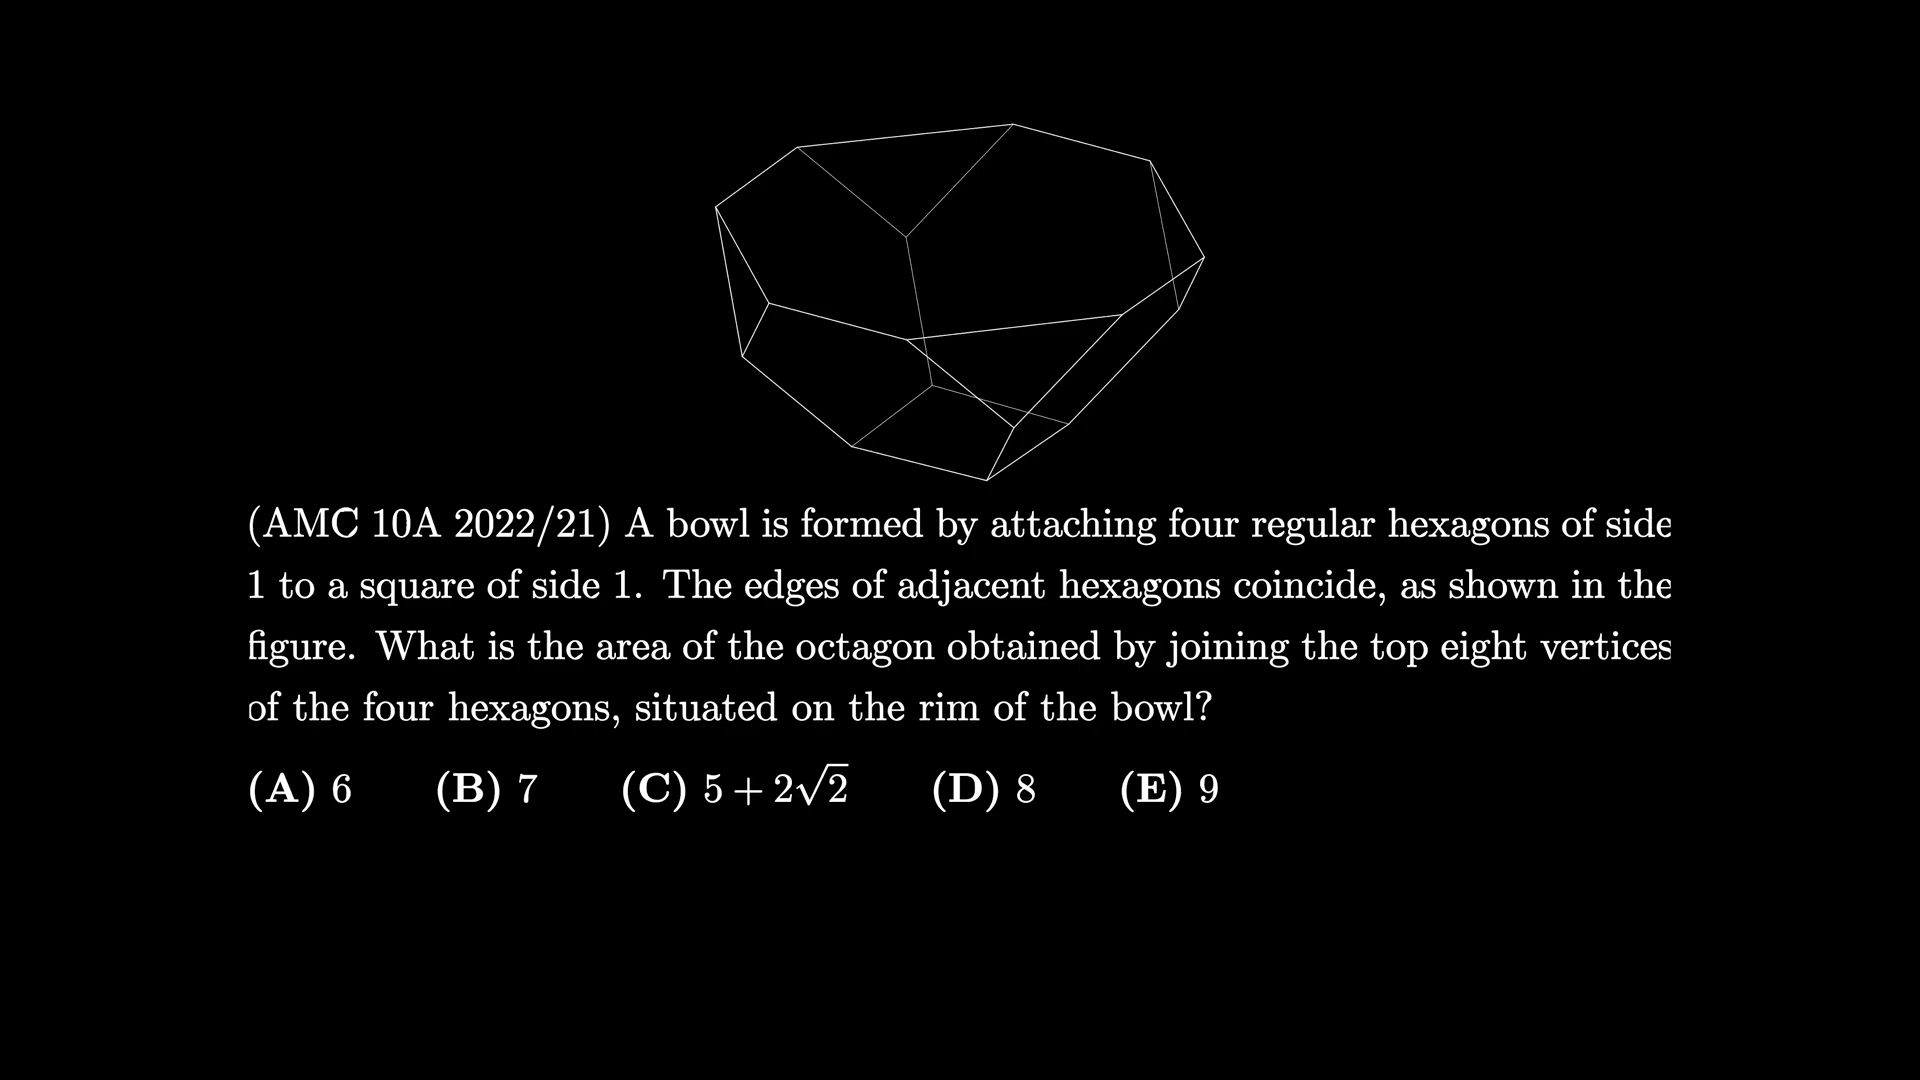 (AMC 10A 2022/21) A bowl is formed by attaching four regular hexagons of side
1 to a square of side 1. The edges of adjacent hexagons coincide, as shown in the
figure. What is the area of the octagon obtained by joining the top eight vertices
of the four hexagons, situated on the rim of the bowl?
(A) 6 (B) 7 (C) 5 + 2√2 (D) 8 (E) 9